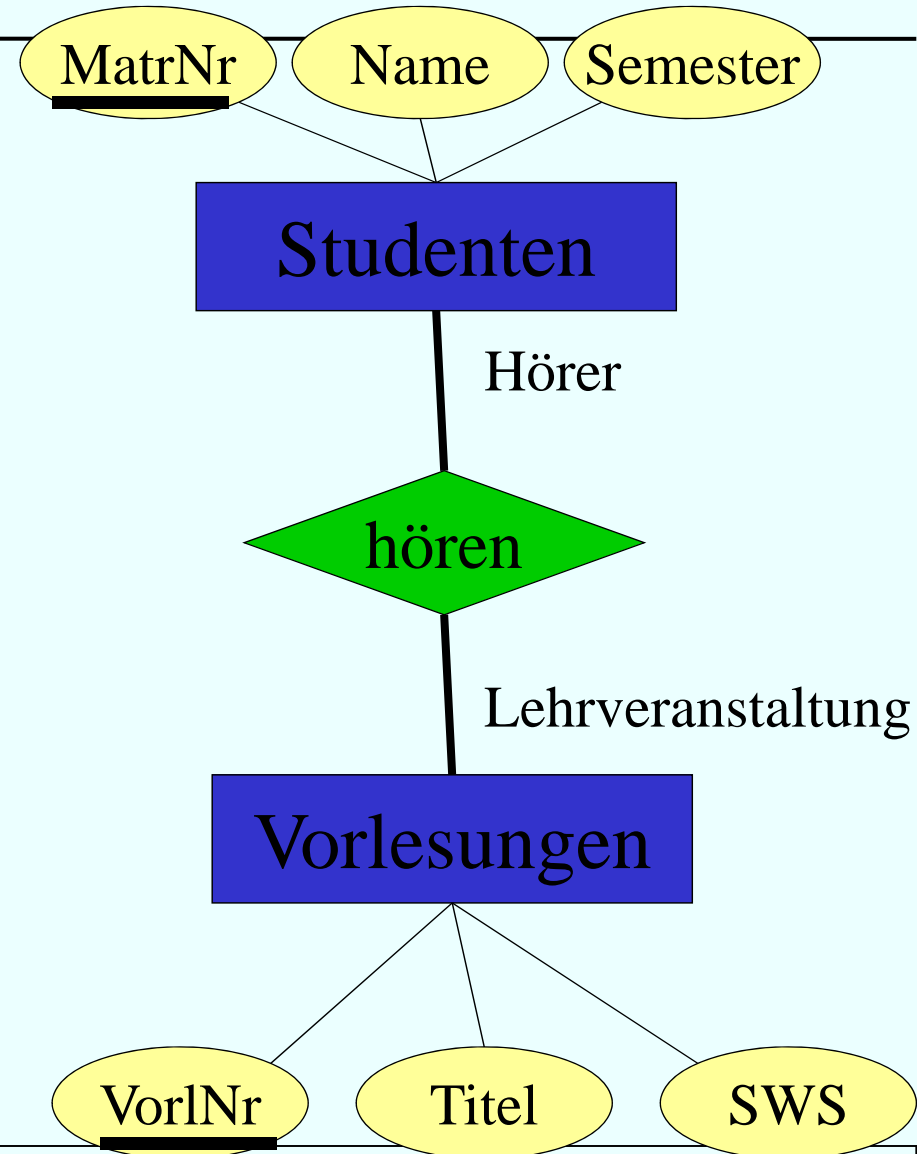 MatrNr Name Semester
Studenten
Hörer
hören
Lehrveranstaltung
Vorlesungen
VorlNr Titel SWS